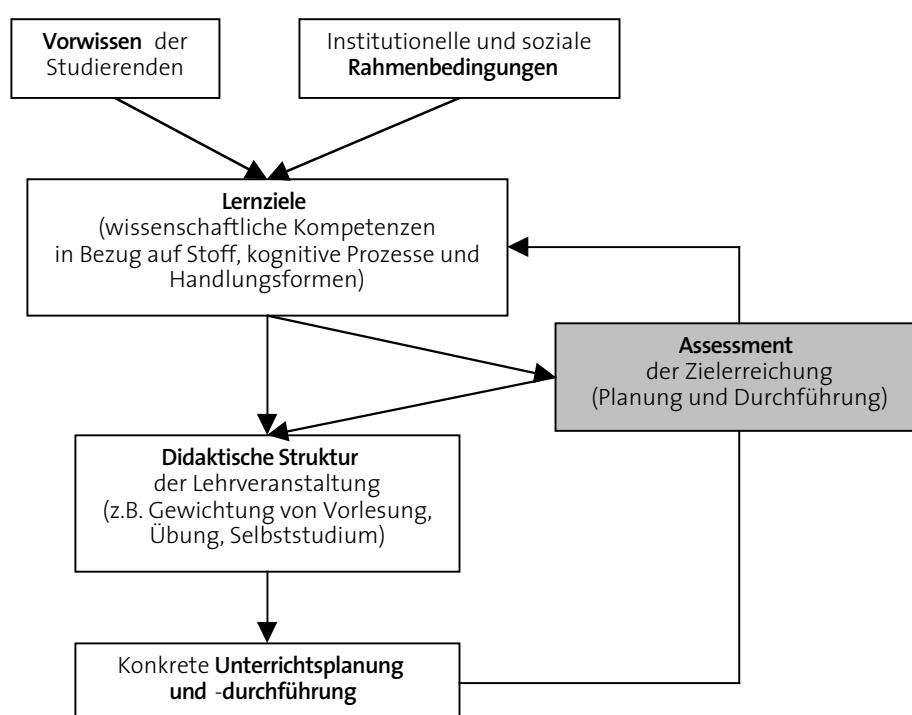 Vorwissen der
Studierenden
Institutionelle und soziale
Rahmenbedingungen
Lernziele
(wissenschaftliche Kompetenzen
in Bezug auf Stoff, kognitive Prozesse und
Handlungsformen)
Assessment
der Zielerreichung
(Planung und Durchführung)
Didaktische Struktur
der Lehrveranstaltung
(z.B. Gewichtung von Vorlesung,
Übung, Selbststudium)
Konkrete Unterrichtsplanung
und -durchführung